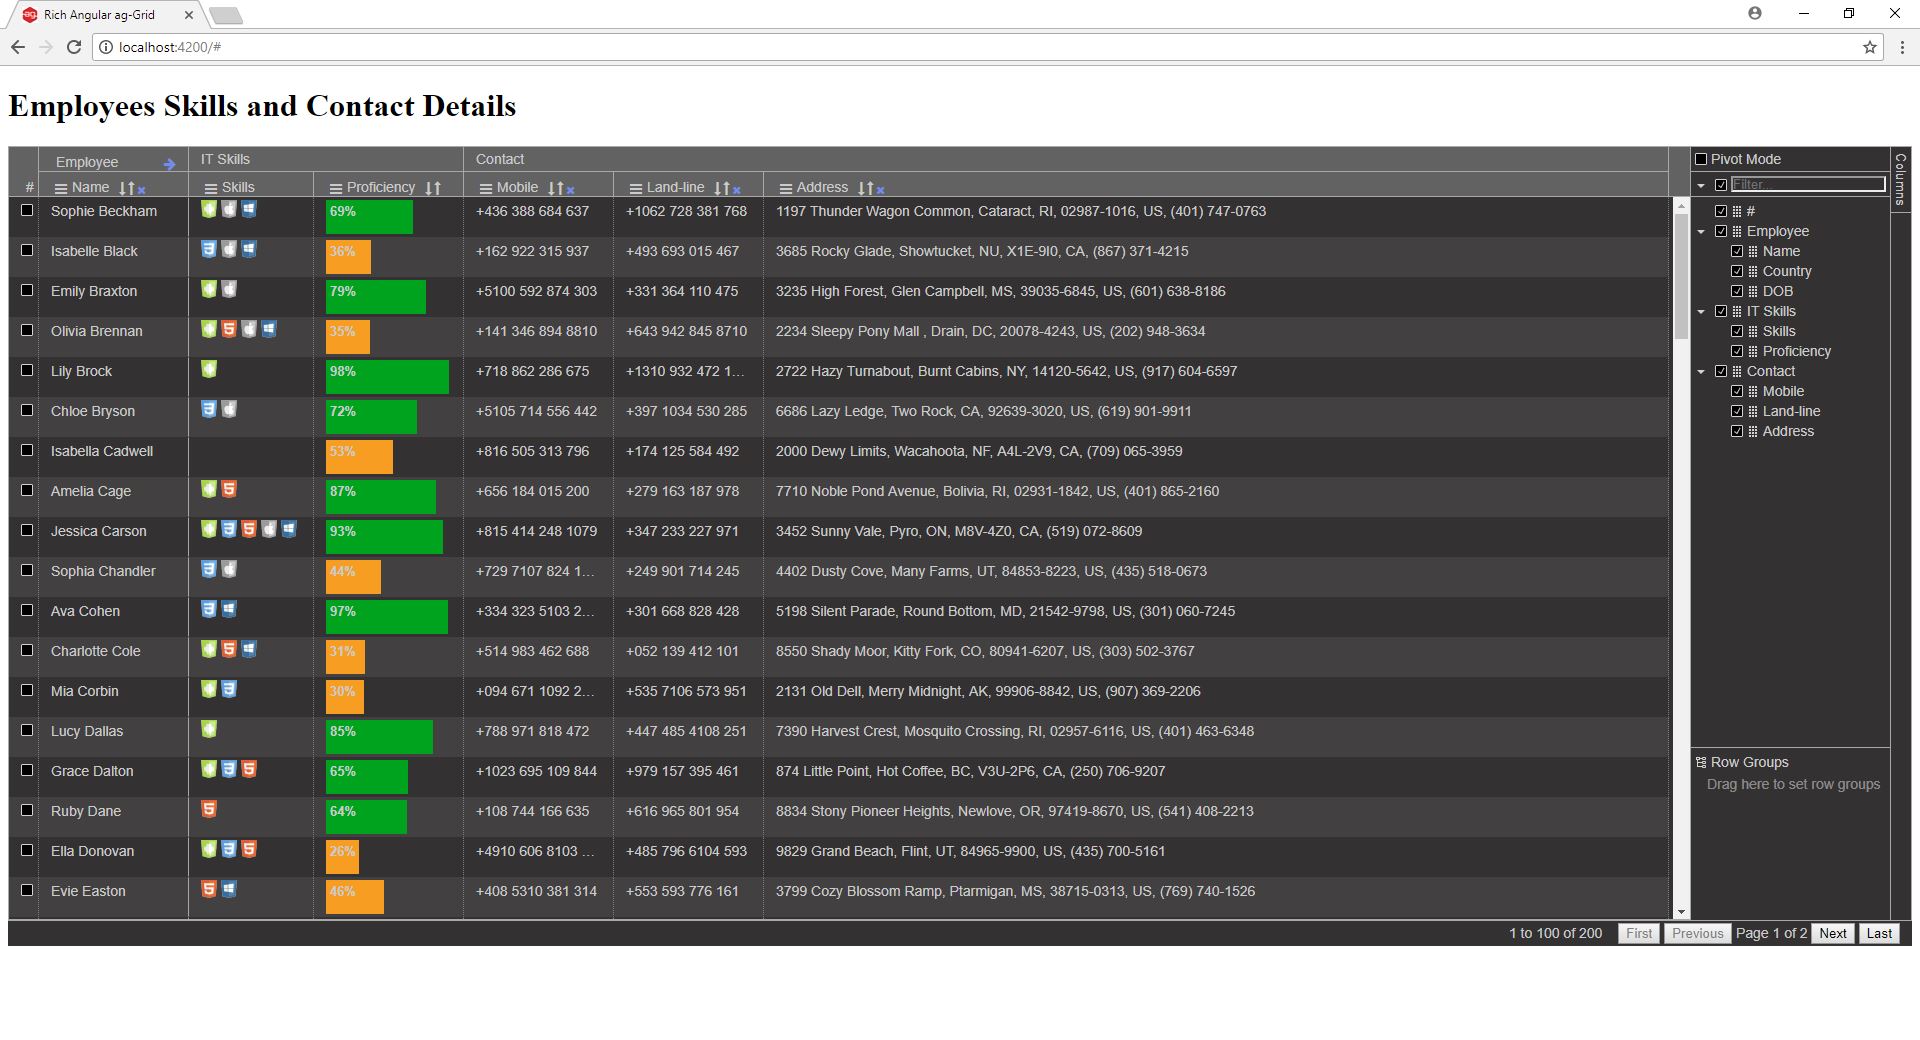 Rich Angular ag-Grid
localhost:4200/#
Employees Skills and Contact Details
Employee IT Skills Contact
# Name Skills Proficiency Mobile Land-line Address
Sophie Beckham 69% +436 388 684 637 +1062 728 381 768 1197 Thunder Wagon Common, Cataract, RI, 02987-1016, US, (401) 747-0763
Isabelle Black 36% +162 922 315 937 +493 693 015 467 3685 Rocky Glade, Showtucket, NU, X1E-9I0, CA, (867) 371-4215
Emily Braxton 79% +5100 592 874 303 +331 364 110 475 3235 High Forest, Glen Campbell, MS, 39035-6845, US, (601) 638-8186
Olivia Brennan 35% +141 346 894 8810 +643 942 845 8710 2234 Sleepy Pony Mall , Drain, DC, 20078-4243, US, (202) 948-3634
Lily Brock 98% +718 862 286 675 +1310 932 472 1... 2722 Hazy Turnabout, Burnt Cabins, NY, 14120-5642, US, (917) 604-6597
Chloe Bryson 72% +5105 714 556 442 +397 1034 530 285 6686 Lazy Ledge, Two Rock, CA, 92639-3020, US, (619) 901-9911
Isabella Cadwell 53% +816 505 313 796 +174 125 584 492 2000 Dewy Limits, Wacahoota, NF, A4L-2V9, CA, (709) 065-3959
Amelia Cage 87% +656 184 015 200 +279 163 187 978 7710 Noble Pond Avenue, Bolivia, RI, 02931-1842, US, (401) 865-2160
Jessica Carson 93% +815 414 248 1079 +347 233 227 971 3452 Sunny Vale, Pyro, ON, M8V-4Z0, CA, (519) 072-8609
Sophia Chandler 44% +729 7107 824 1... +249 901 714 245 4402 Dusty Cove, Many Farms, UT, 84853-8223, US, (435) 518-0673
Ava Cohen 97% +334 323 5103 2... +301 668 828 428 5198 Silent Parade, Round Bottom, MD, 21542-9798, US, (301) 060-7245
Charlotte Cole 31% +514 983 462 688 +052 139 412 101 8550 Shady Moor, Kitty Fork, CO, 80941-6207, US, (303) 502-3767
Mia Corbin 30% +094 671 1092 2... +535 7106 573 951 2131 Old Dell, Merry Midnight, AK, 99906-8842, US, (907) 369-2206
Lucy Dallas 85% +788 971 818 472 +447 485 4108 251 7390 Harvest Crest, Mosquito Crossing, RI, 02957-6116, US, (401) 463-6348
Grace Dalton 65% +1023 695 109 844 +979 157 395 461 874 Little Point, Hot Coffee, BC, V3U-2P6, CA, (250) 706-9207
Ruby Dane 64% +108 744 166 635 +616 965 801 954 8834 Stony Pioneer Heights, Newlove, OR, 97419-8670, US, (541) 408-2213
Ella Donovan 26% +4910 606 8103 ... +485 796 6104 593 9829 Grand Beach, Flint, UT, 84965-9900, US, (435) 700-5161
Evie Easton 46% +408 5310 381 314 +553 593 776 161 3799 Cozy Blossom Ramp, Ptarmigan, MS, 38715-0313, US, (769) 740-1526
Pivot Mode
Filter...
#
Employee
Name
Country
DOB
IT Skills
Skills
Proficiency
Contact
Mobile
Land-line
Address
Row Groups
Drag here to set row groups
Columns
1 to 100 of 200 First Previous Page 1 of 2 Next Last